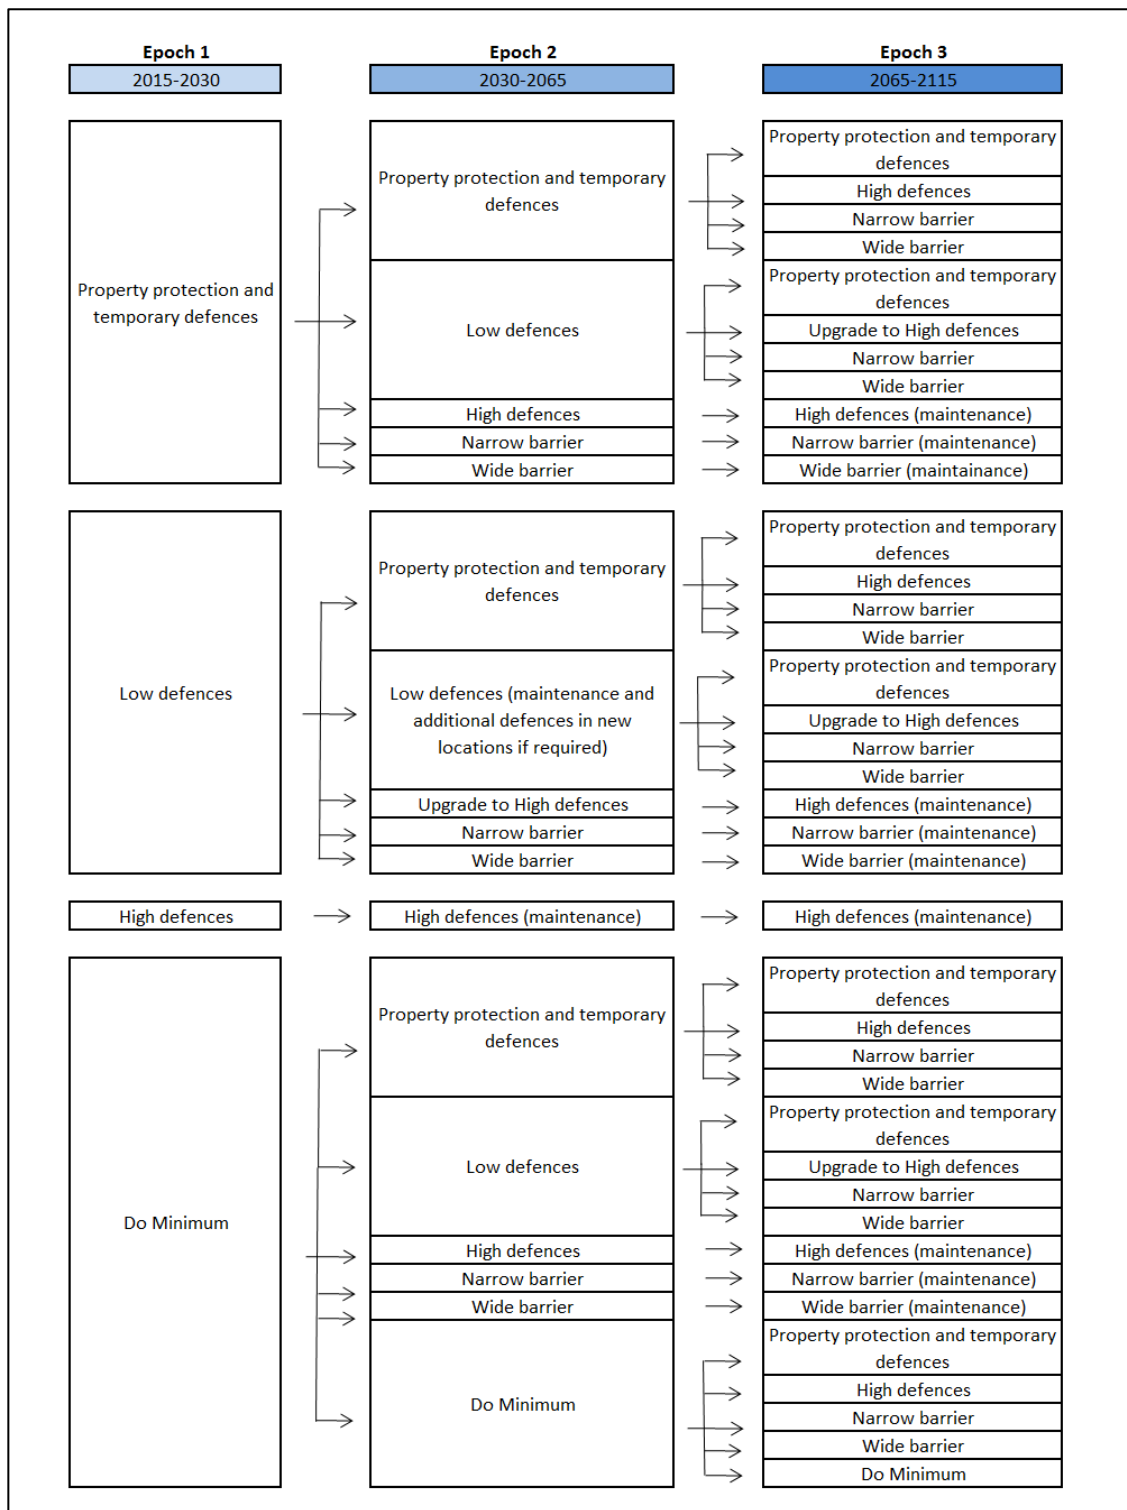 Epoch 1
Epoch 2
Epoch 3
2015-2030
2030-2065
2065-2115
Property protection and
temporary defences
Property protection and temporary
defences
Property protection and temporary
defences
High defences
Narrow barrier
Wide barrier
Low defences
Property protection and temporary
defences
Upgrade to High defences
Narrow barrier
Wide barrier
High defences
High defences (maintenance)
Narrow barrier
Narrow barrier (maintenance)
Wide barrier
Wide barrier (maintainance)
Low defences
Property protection and temporary
defences
Property protection and temporary
defences
High defences
Narrow barrier
Wide barrier
Low defences (maintenance and
additional defences in new
locations if required)
Property protection and temporary
defences
Upgrade to High defences
Narrow barrier
Wide barrier
Upgrade to High defences
High defences (maintenance)
Narrow barrier
Narrow barrier (maintenance)
Wide barrier
Wide barrier (maintenance)
High defences
High defences (maintenance)
High defences (maintenance)
Do Minimum
Property protection and temporary
defences
Property protection and temporary
defences
High defences
Narrow barrier
Wide barrier
Low defences
Property protection and temporary
defences
Upgrade to High defences
Narrow barrier
Wide barrier
High defences
High defences (maintenance)
Narrow barrier
Narrow barrier (maintenance)
Wide barrier
Wide barrier (maintenance)
Do Minimum
Property protection and temporary
defences
High defences
Narrow barrier
Wide barrier
Do Minimum